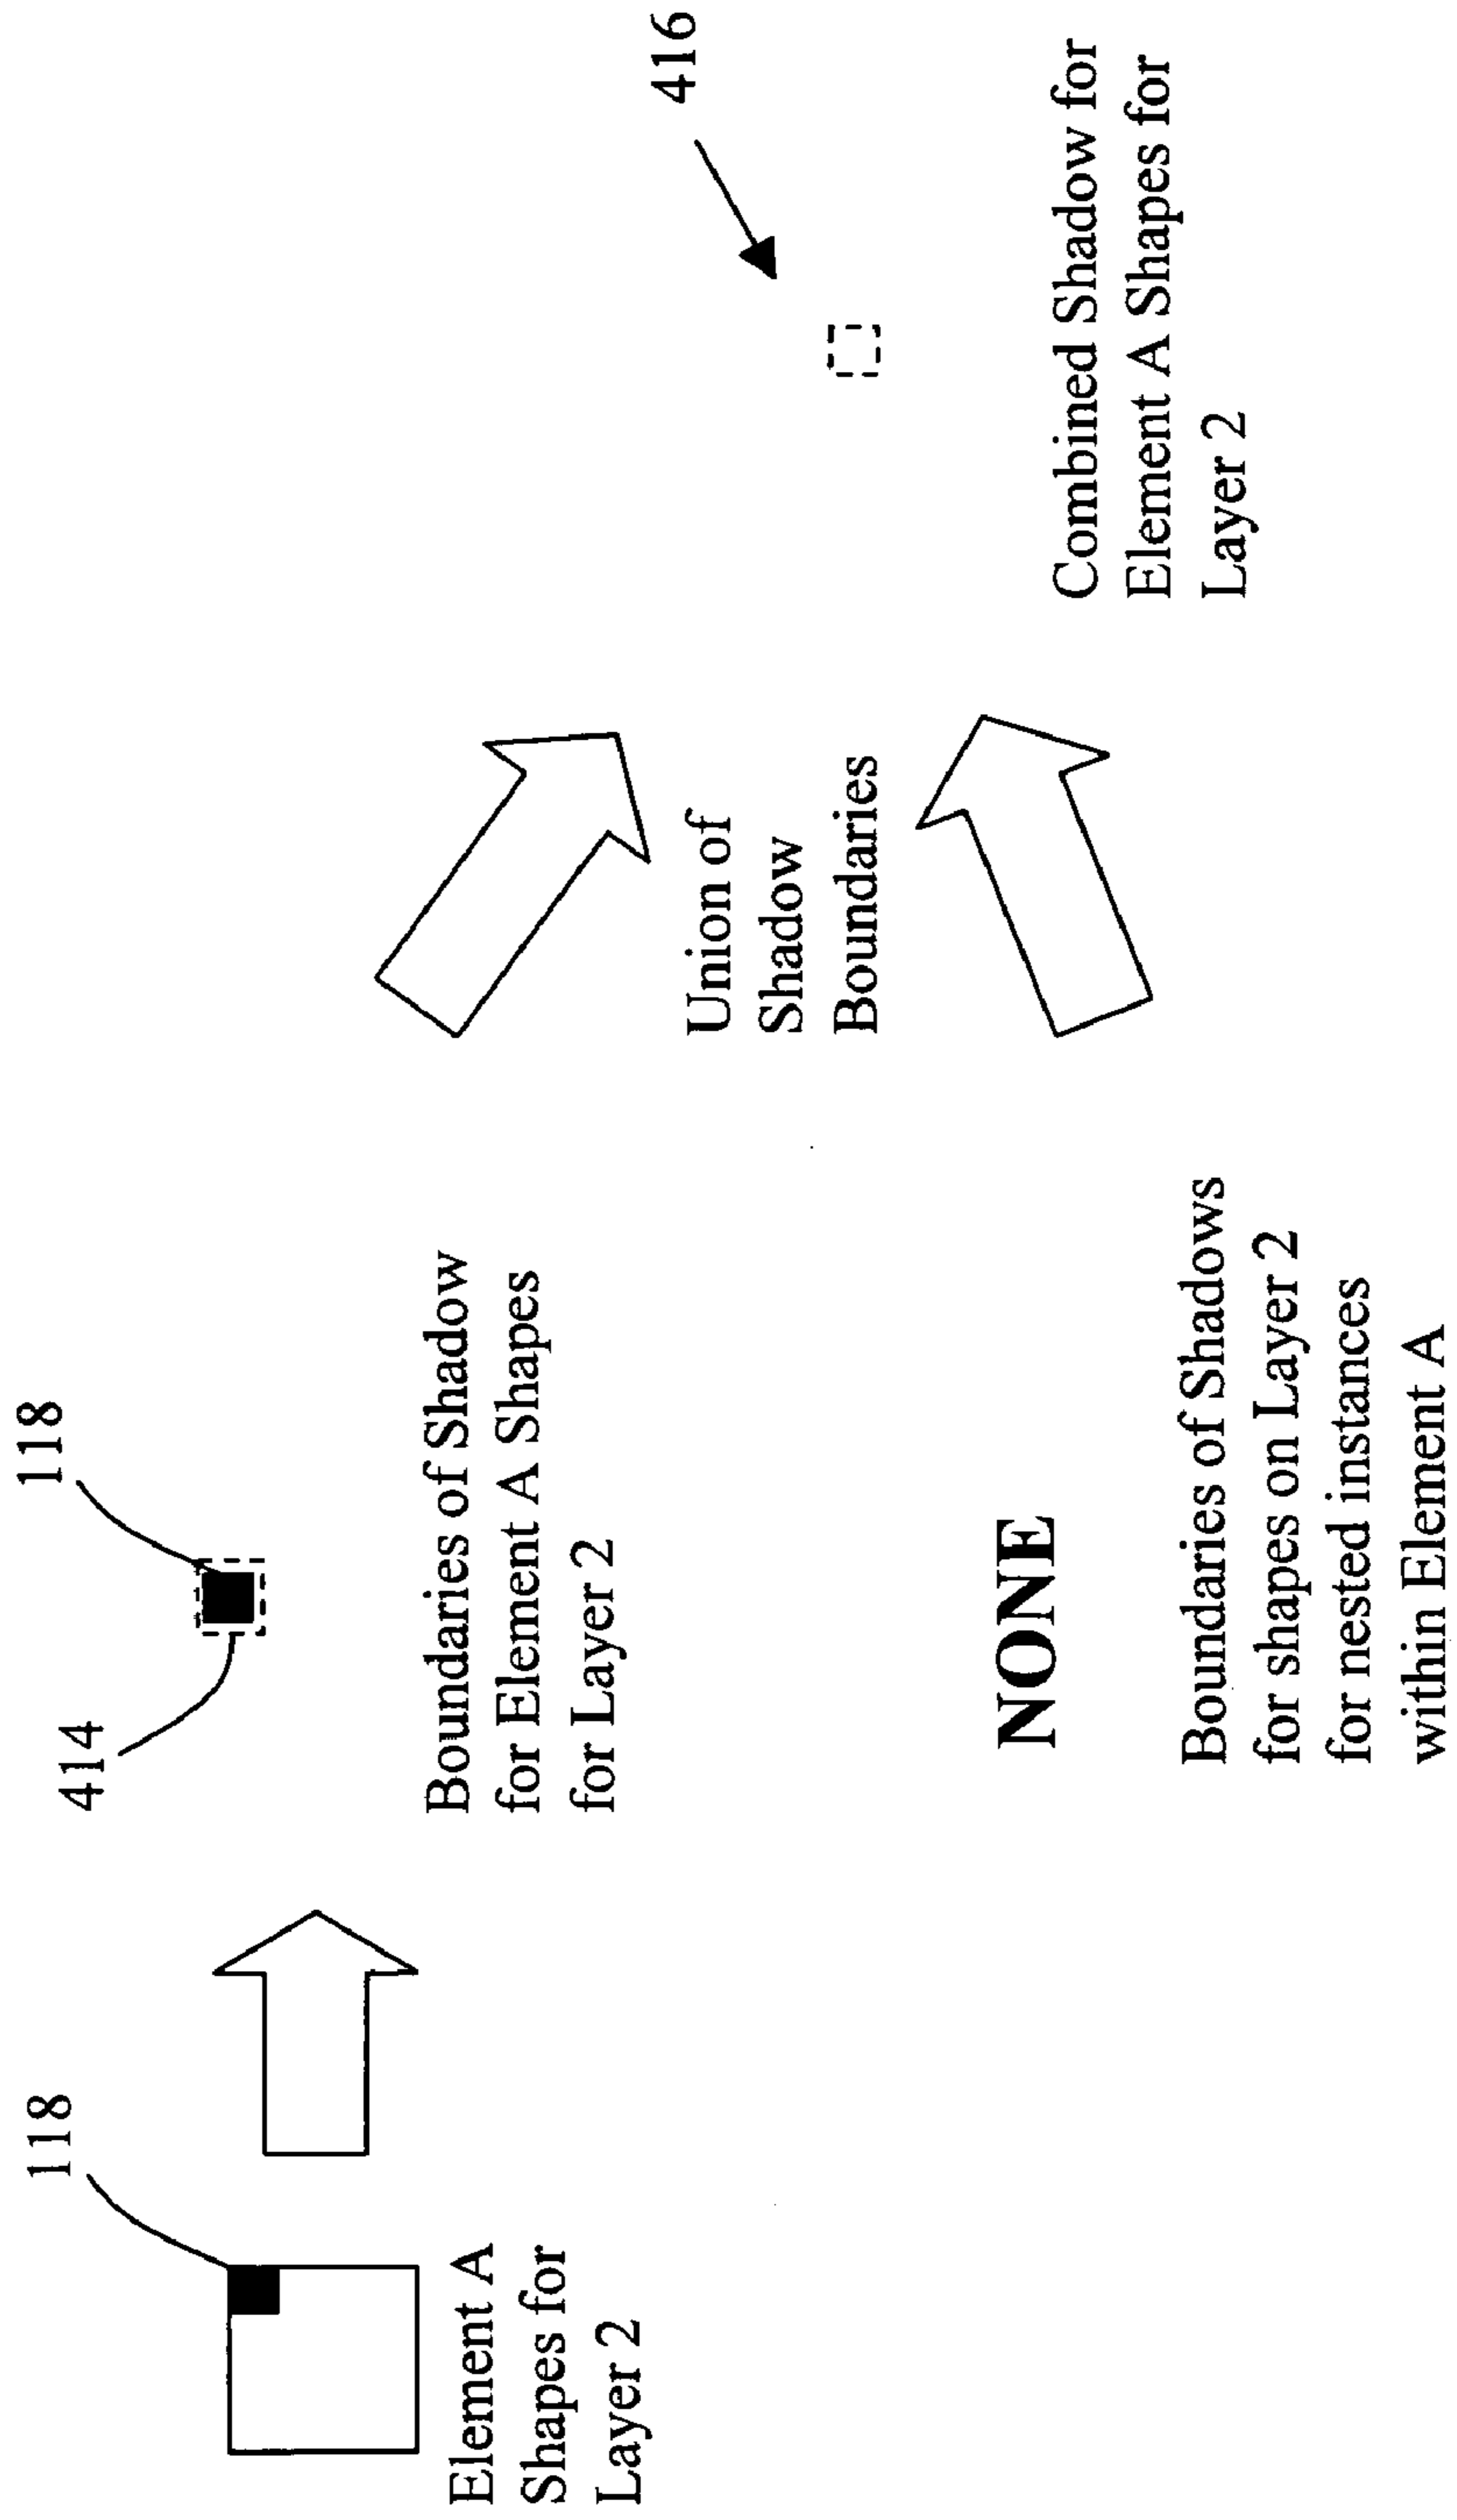 118
Element A
Shapes for
Layer 2
414
118
Boundaries of Shadow
for Element A Shapes
for Layer 2
NONE
Boundaries of Shadows
for shapes on Layer 2
for nested instances
within Element A
Union of
Shadow
Boundaries
416
Combined Shadow for
Element A Shapes for
Layer 2